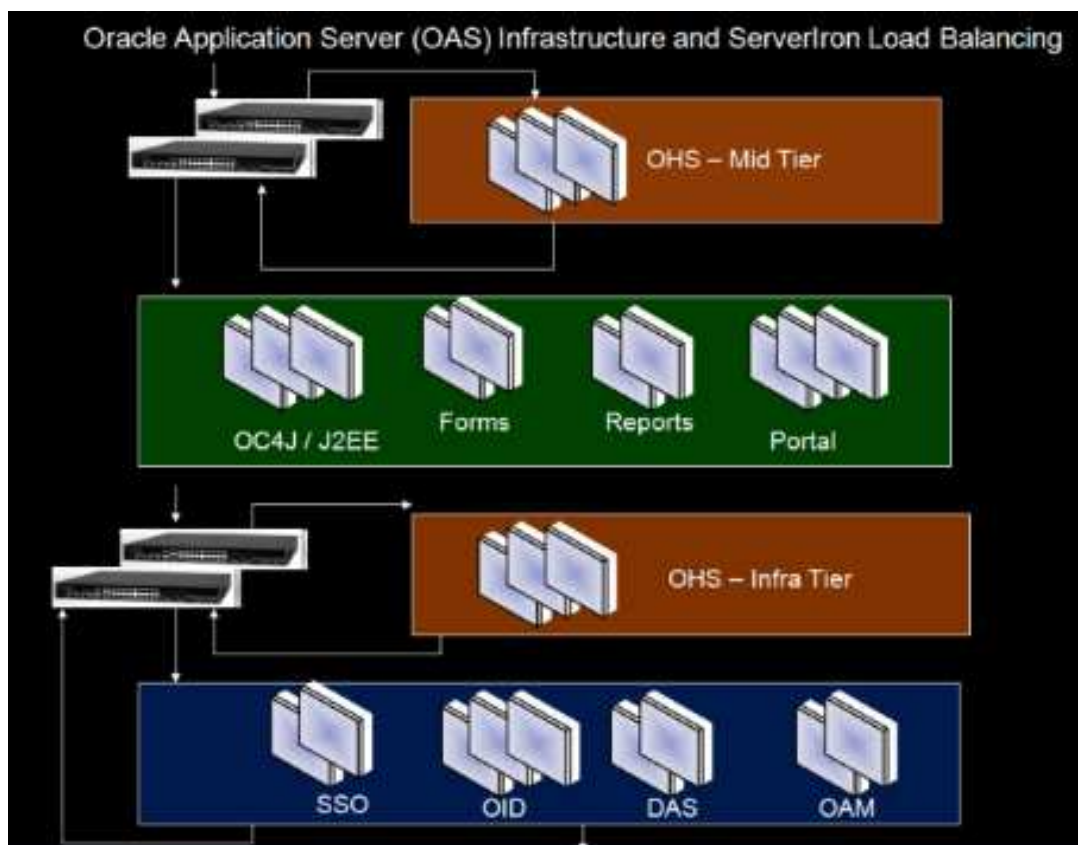 Oracle Application Server (OAS) Infrastructure and ServerIron Load Balancing
OHS – Mid Tier
OC4J / J2EE
Forms
Reports
Portal
OHS – Infra Tier
SSO
OID
DAS
OAM